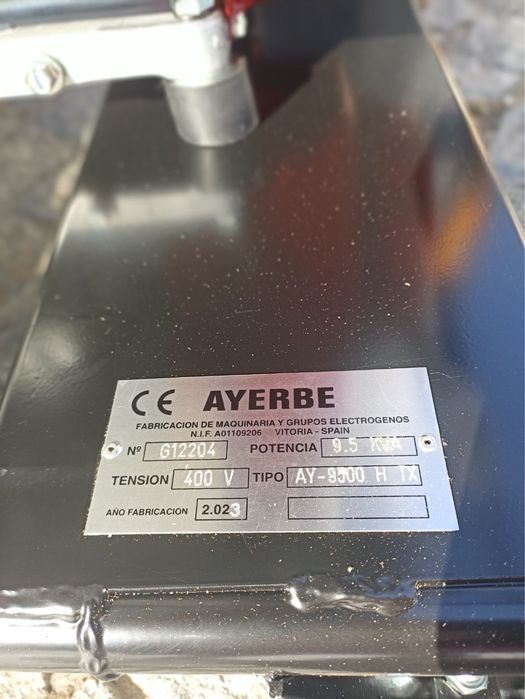 CE AYERBE
FABRICACION DE MAQUINARIA Y GRUPOS ELECTROGENOS
N.I.F. A01109206 VITORIA - SPAIN
Nº G12204 POTENCIA 9.5 KVA
TENSION 400 V TIPO AY-9500 H TX
AÑO FABRICACION 2.023